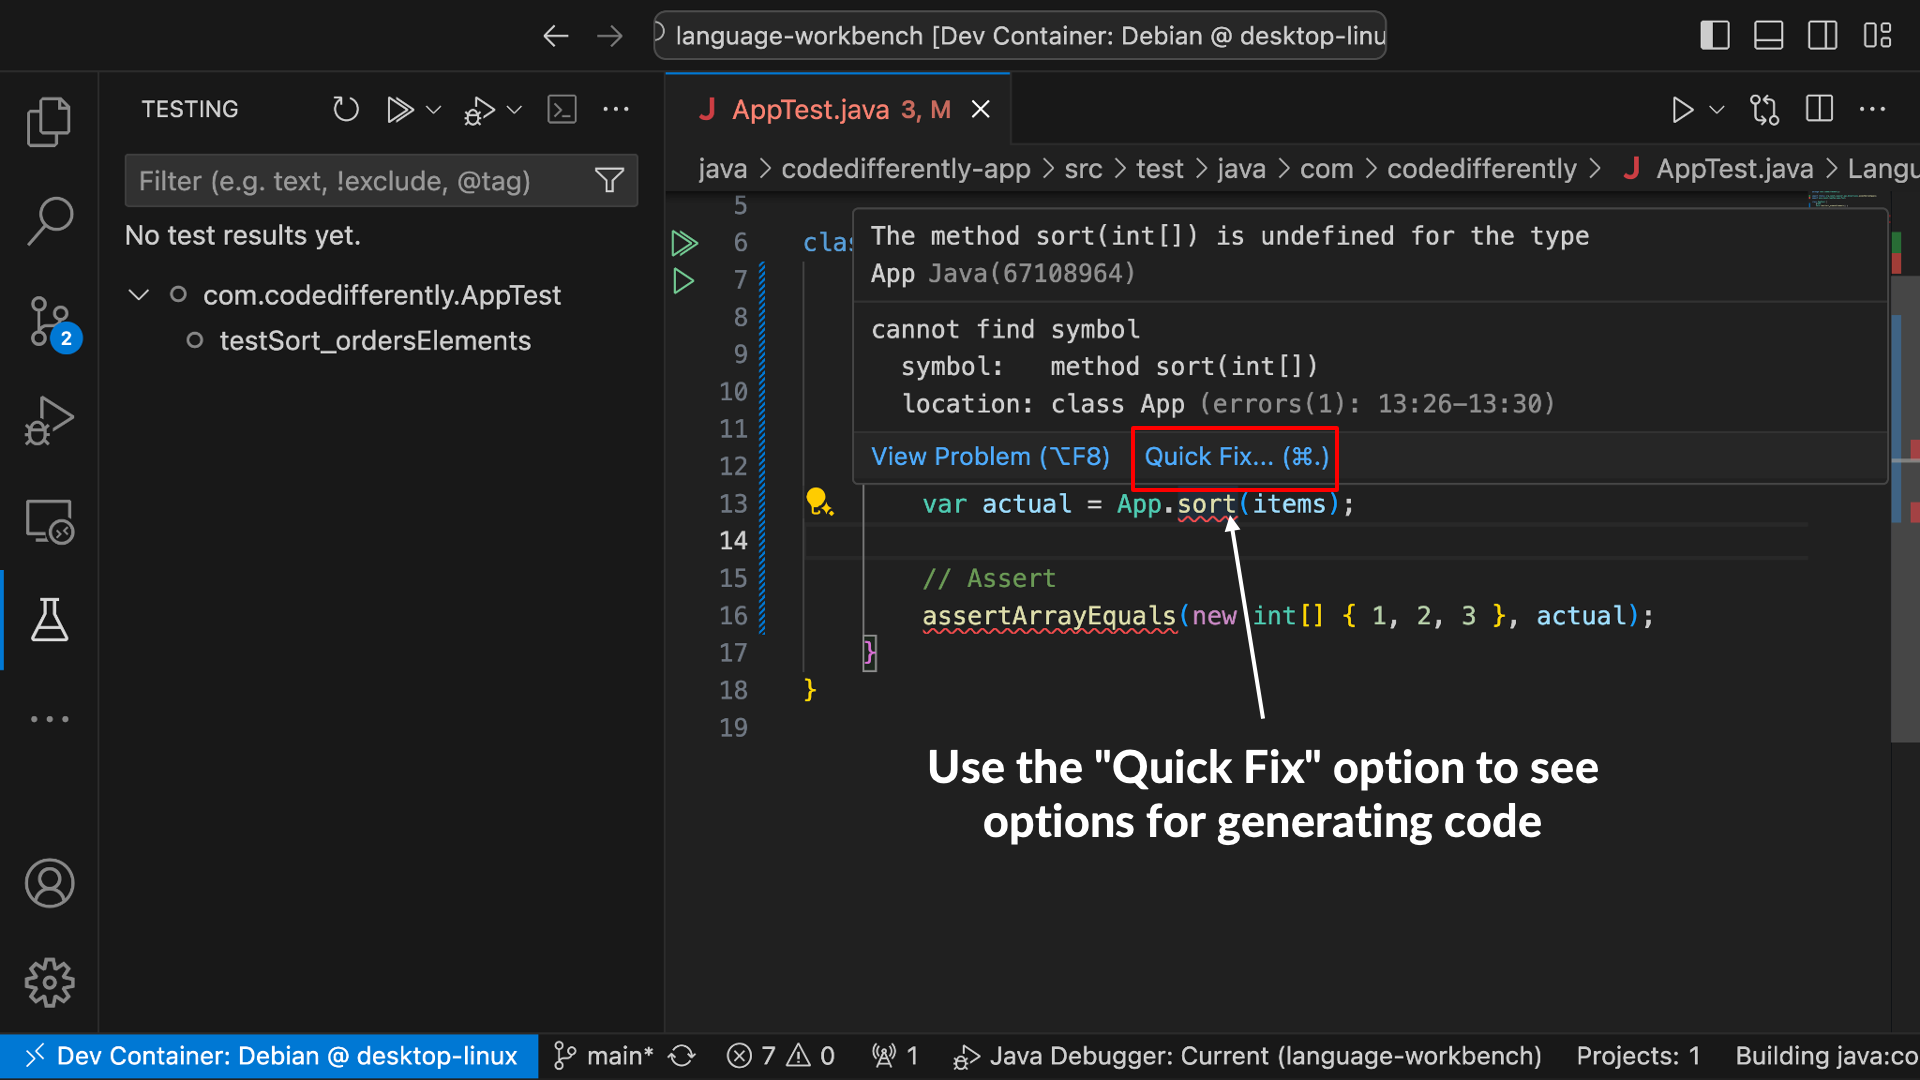 language-workbench [Dev Container: Debian @ desktop-linu
TESTING
Filter (e.g. text, !exclude, @tag)
No test results yet.
com.codedifferently.AppTest
testSort_ordersElements
2
J AppTest.java 3, M
java > codedifferently-app > src > test > java > com > codedifferently > J AppTest.java > Langu
5
6 clas
7
8
9
10
11
12
The method sort(int[]) is undefined for the type
App Java(67108964)
cannot find symbol
symbol: method sort(int[])
location: class App (errors(1): 13:26-13:30)
View Problem (⌥F8) Quick Fix... (⌘.)
13 var actual = App.sort(items);
14
15 // Assert
16 assertArrayEquals(new int[] { 1, 2, 3 }, actual);
17 }
18 }
19
Use the "Quick Fix" option to see
options for generating code
Dev Container: Debian @ desktop-linux main* 7 0 1 Java Debugger: Current (language-workbench) Projects: 1 Building java:co